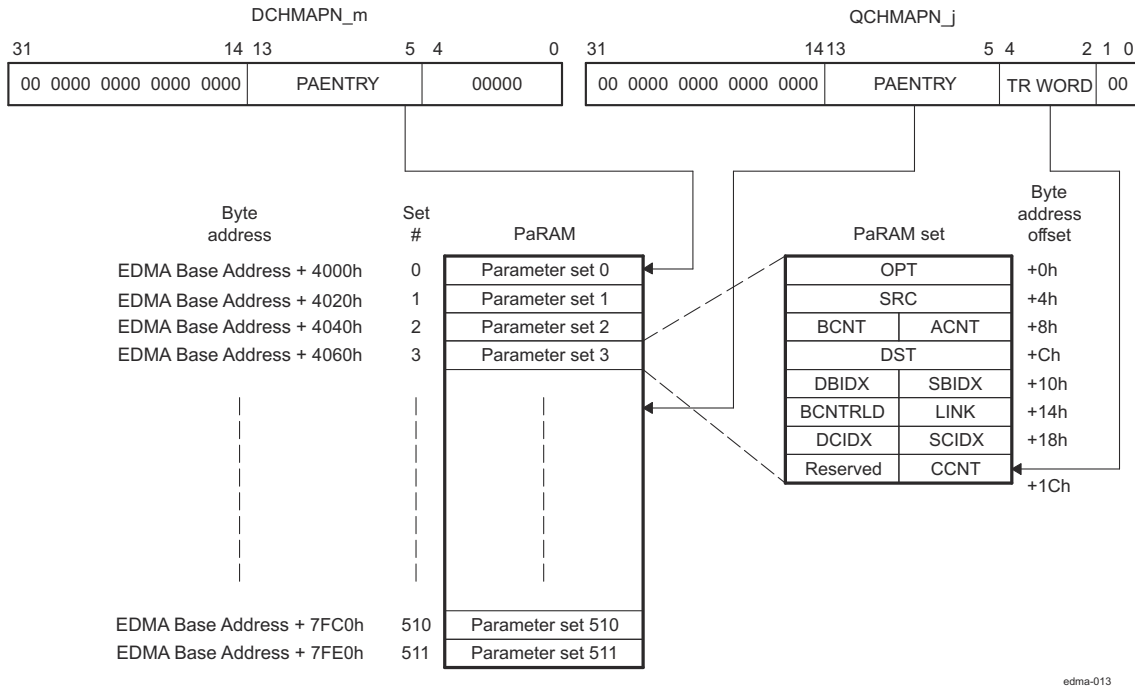 DCHMAPN_m QCHMAPN_j
31 14 13 5 4 0 31 14 13 5 4 2 1 0
00 0000 0000 0000 0000 PAENTRY 00000 00 0000 0000 0000 0000 PAENTRY TR WORD 00
Byte address Set # PaRAM PaRAM set Byte address offset
EDMA Base Address + 4000h 0 Parameter set 0 OPT +0h
EDMA Base Address + 4020h 1 Parameter set 1 SRC +4h
EDMA Base Address + 4040h 2 Parameter set 2 BCNT ACNT +8h
EDMA Base Address + 4060h 3 Parameter set 3 DST +Ch
DBIDX SBIDX +10h
BCNTRLD LINK +14h
DCIDX SCIDX +18h
Reserved CCNT +1Ch
EDMA Base Address + 7FC0h 510 Parameter set 510
EDMA Base Address + 7FE0h 511 Parameter set 511
edma-013